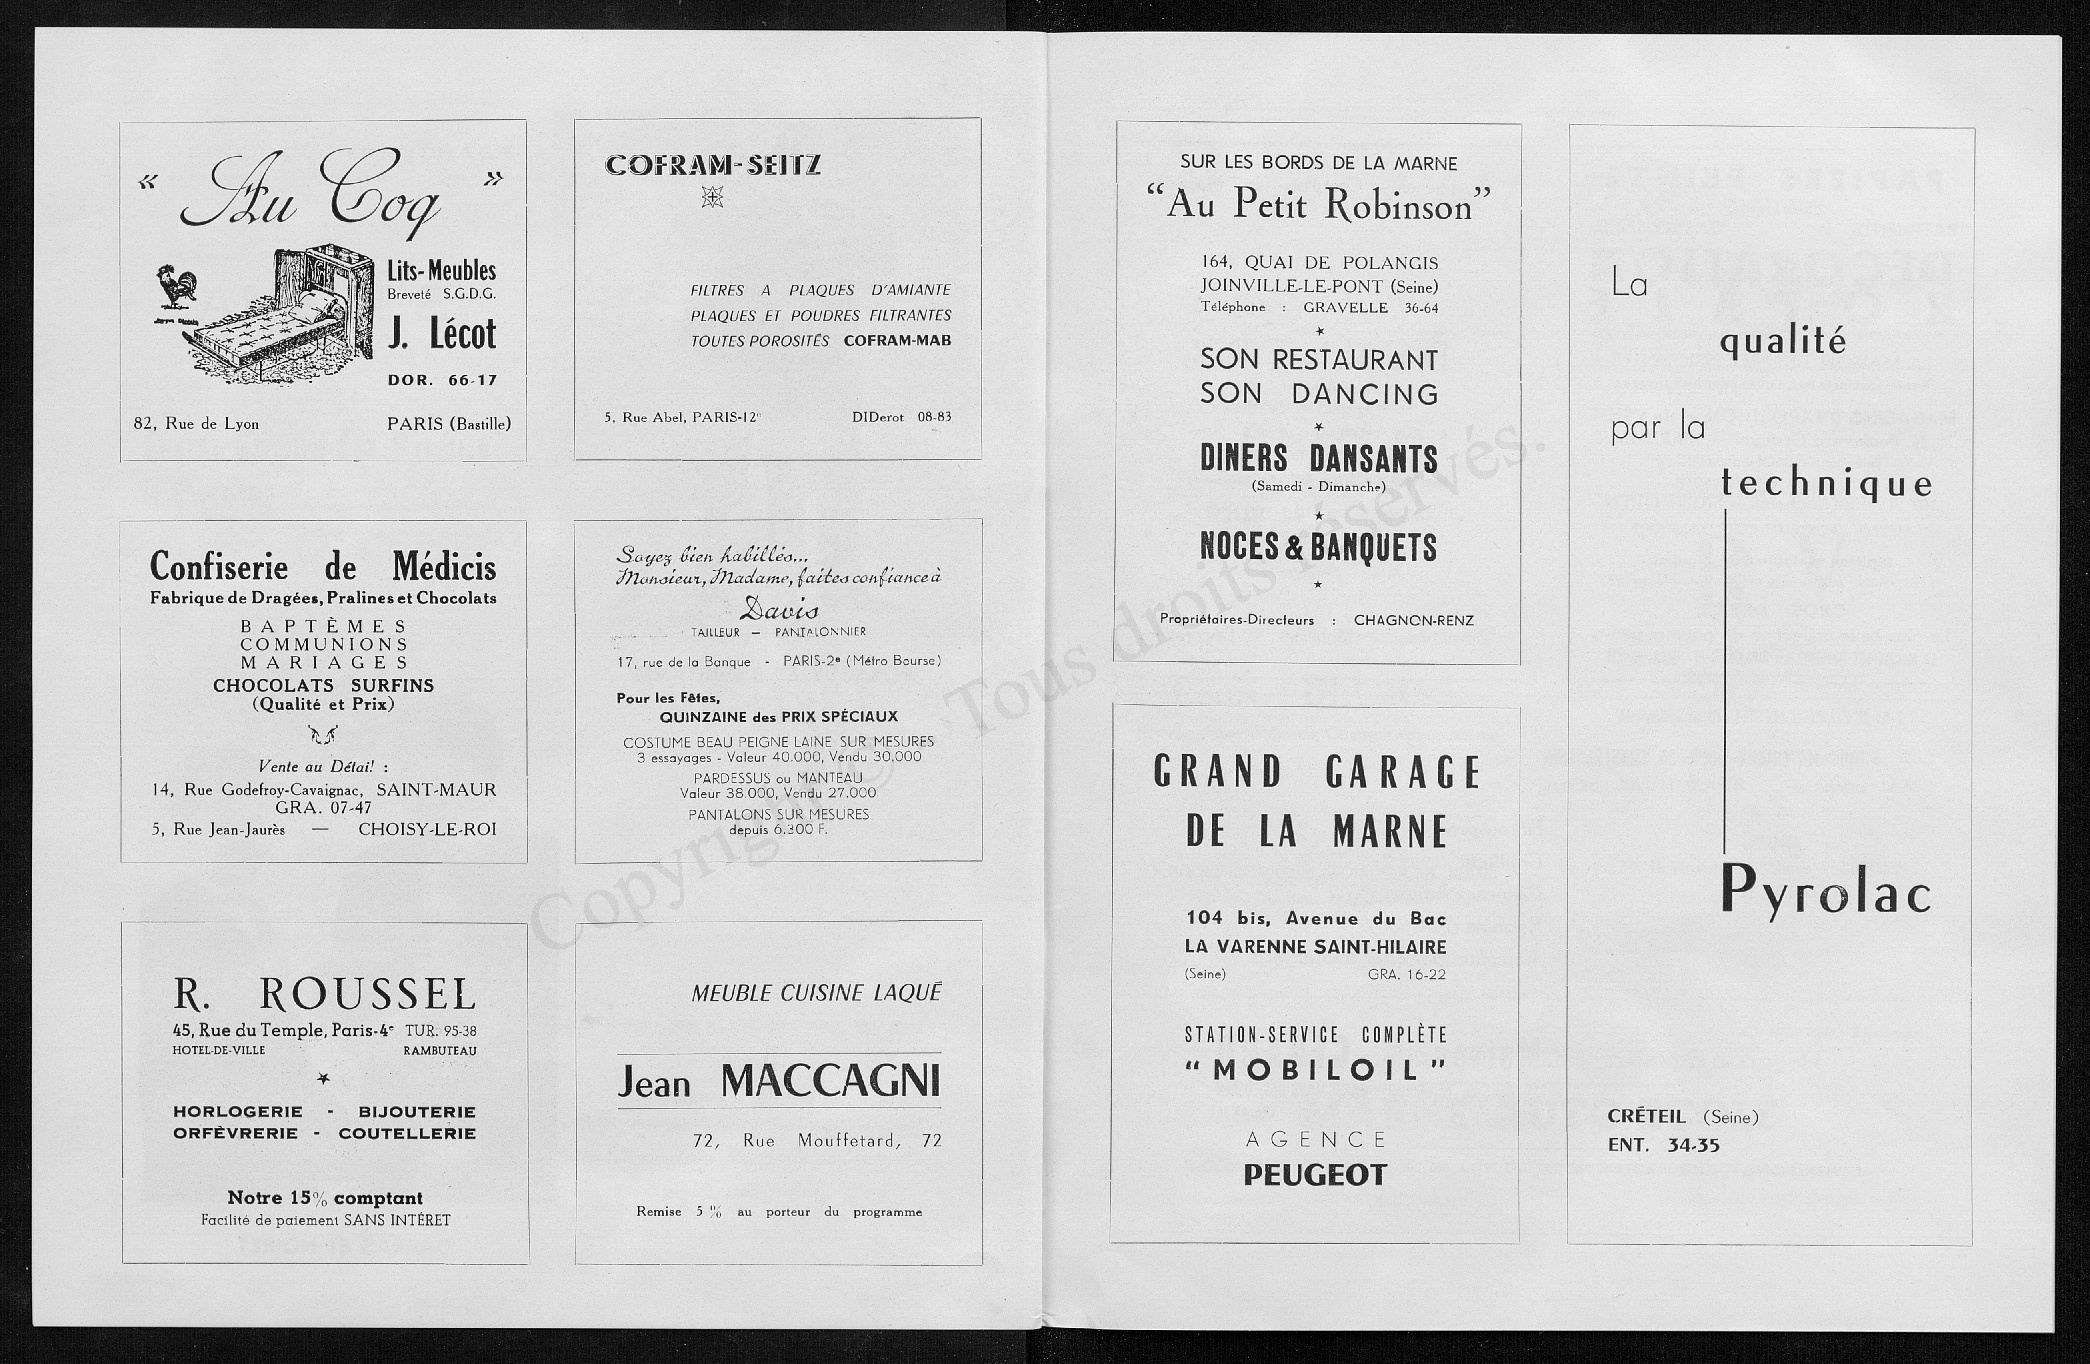 " Au Coq "
Lits-Meubles
Breveté S.G.D.G.
J. Lécot
DOR. 66-17
82, Rue de Lyon PARIS (Bastille)
COFRAM-SEITZ
FILTRES A PLAQUES D'AMIANTE
PLAQUES ET POUDRES FILTRANTES
TOUTES POROSITÉS COFRAM-MAB
5, Rue Abel, PARIS-12e DIDerot 08-83
Confiserie de Médicis
Fabrique de Dragées, Pralines et Chocolats
BAPTÈMES
COMMUNIONS
MARIAGES
CHOCOLATS SURFINS
(Qualité et Prix)
Vente au Détail :
14, Rue Godefroy-Cavaignac, SAINT-MAUR
GRA. 07-47
5, Rue Jean-Jaurès — CHOISY-LE-ROI
Soyez bien habillés...
Monsieur, Madame, faites confiance à
Davis
TAILLEUR — PANTALONNIER
17, rue de la Banque - PARIS-2e (Métro Bourse)
Pour les Fêtes,
QUINZAINE des PRIX SPÉCIAUX
COSTUME BEAU PEIGNE LAINE SUR MESURES
3 essayages - Valeur 40.000, Vendu 30.000
PARDESSUS ou MANTEAU
Valeur 38.000, Vendu 27.000
PANTALONS SUR MESURES
depuis 6.300 F.
R. ROUSSEL
45, Rue du Temple, Paris-4e TUR. 95-38
HOTEL-DE-VILLE RAMBUTEAU
HORLOGERIE - BIJOUTERIE
ORFÈVRERIE - COUTELLERIE
Notre 15% comptant
Facilité de paiement SANS INTÉRET
MEUBLE CUISINE LAQUÉ
Jean MACCAGNI
72, Rue Mouffetard, 72
Remise 5 % au porteur du programme
SUR LES BORDS DE LA MARNE
"Au Petit Robinson"
164, QUAI DE POLANGIS
JOINVILLE-LE-PONT (Seine)
Téléphone : GRAVELLE 36-64
SON RESTAURANT
SON DANCING
DINERS DANSANTS
(Samedi - Dimanche)
NOCES & BANQUETS
Propriétaires-Directeurs : CHAGNON-RENZ
GRAND GARAGE
DE LA MARNE
104 bis, Avenue du Bac
LA VARENNE SAINT-HILAIRE
(Seine) GRA. 16-22
STATION-SERVICE COMPLÈTE
"MOBILOIL"
AGENCE
PEUGEOT
La
qualité
par la
technique
Pyrolac
CRÉTEIL (Seine)
ENT. 34-35
Copyright © Tous droits réservés.